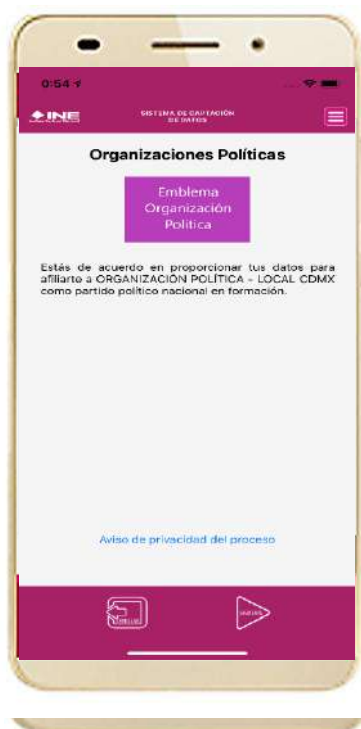 0:54
INE
SISTEMA DE CAPTACIÓN
DE DATOS
Organizaciones Políticas
Emblema
Organización
Política
Estás de acuerdo en proporcionar tus datos para
afiliarte a ORGANIZACIÓN POLÍTICA - LOCAL CDMX
como partido político nacional en formación.
Aviso de privacidad del proceso